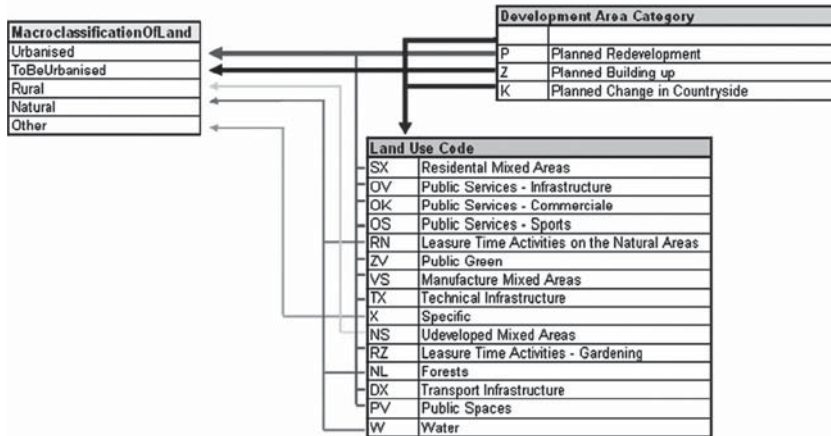 Development Area Category
P Planned Redevelopment
Z Planned Building up
K Planned Change in Countryside
MacroclassificationOfLand
Urbanised
ToBeUrbanised
Rural
Natural
Other
Land Use Code
SX Residental Mixed Areas
OV Public Services - Infrastructure
OK Public Services - Commerciale
OS Public Services - Sports
RN Leasure Time Activities on the Natural Areas
ZV Public Green
VS Manufacture Mixed Areas
TX Technical Infrastructure
X Specific
NS Udeveloped Mixed Areas
RZ Leasure Time Activities - Gardening
NL Forests
DX Transport Infrastructure
PV Public Spaces
W Water